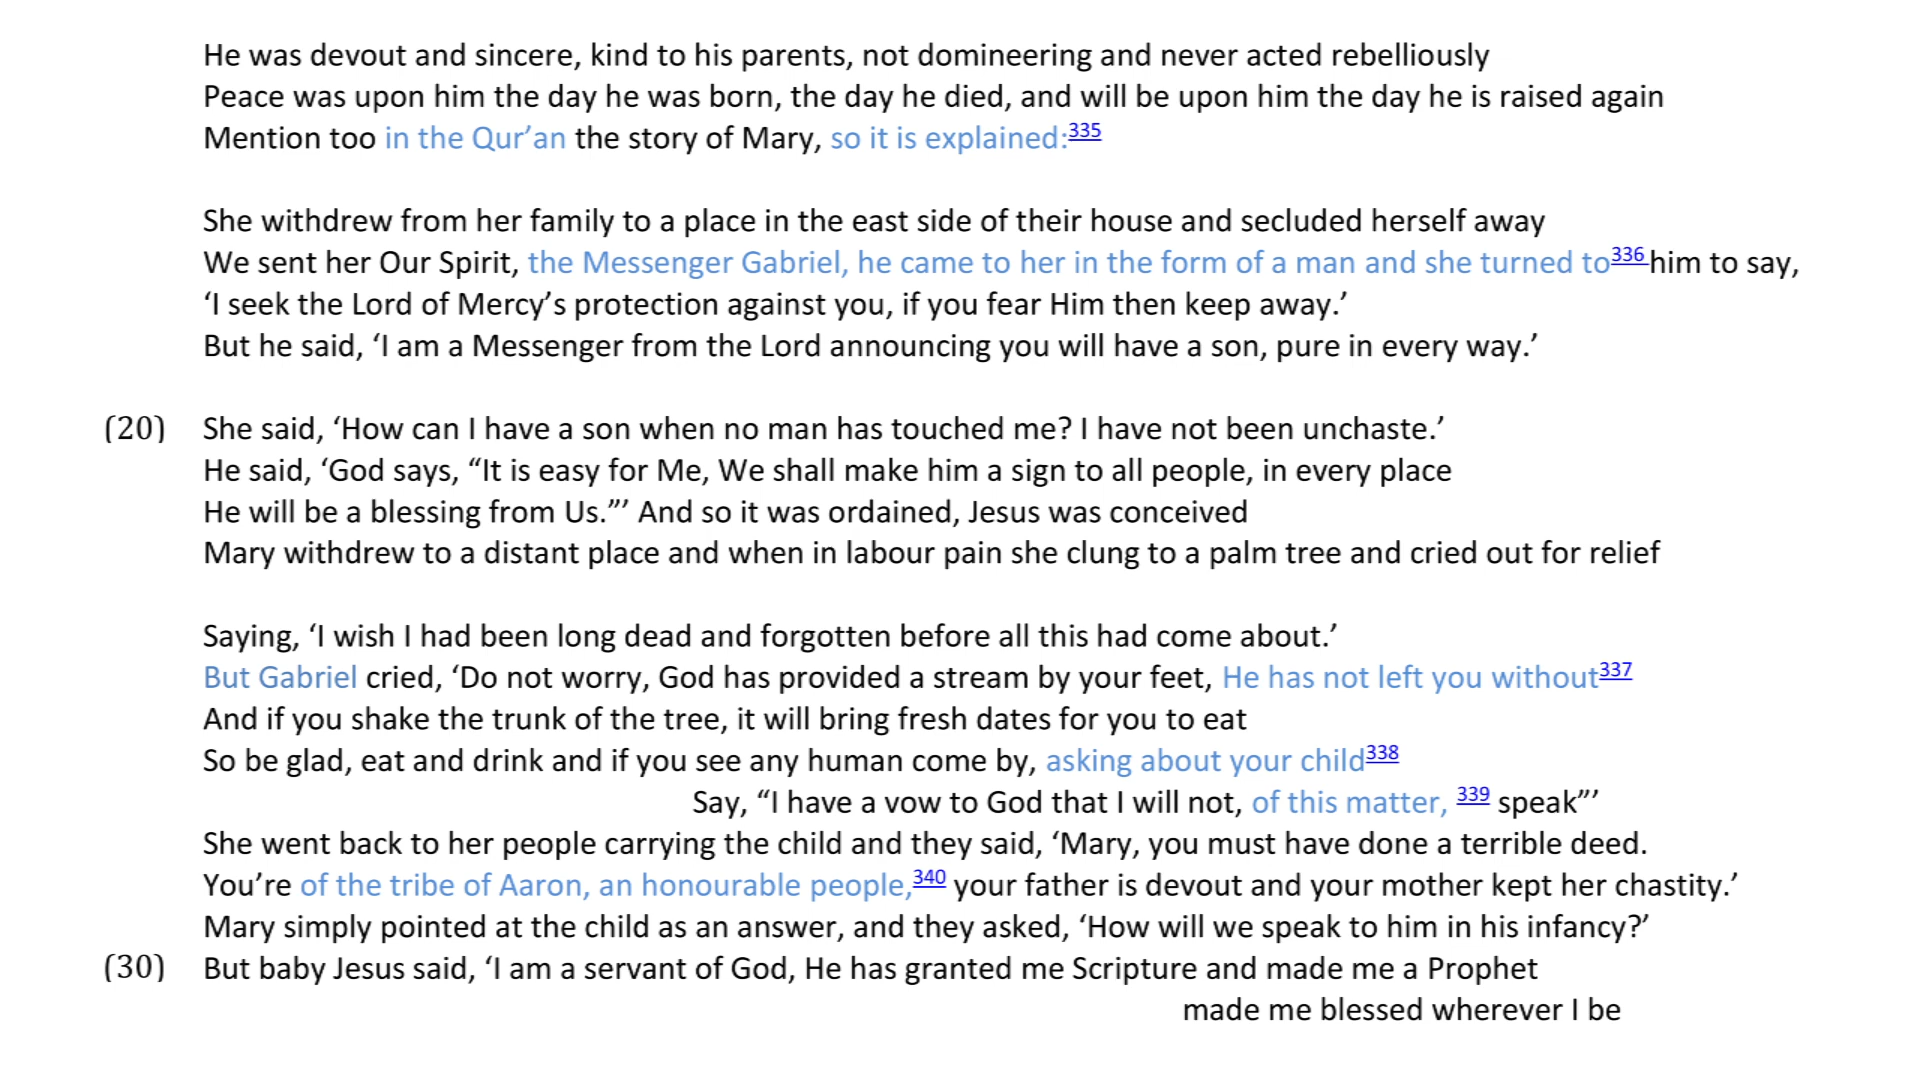 He was devout and sincere, kind to his parents, not domineering and never acted rebelliously
Peace was upon him the day he was born, the day he died, and will be upon him the day he is raised again
Mention too in the Qur’an the story of Mary, so it is explained:335
She withdrew from her family to a place in the east side of their house and secluded herself away
We sent her Our Spirit, the Messenger Gabriel, he came to her in the form of a man and she turned to336 him to say,
‘I seek the Lord of Mercy’s protection against you, if you fear Him then keep away.’
But he said, ‘I am a Messenger from the Lord announcing you will have a son, pure in every way.’
(20) She said, ‘How can I have a son when no man has touched me? I have not been unchaste.’
He said, ‘God says, “It is easy for Me, We shall make him a sign to all people, in every place
He will be a blessing from Us.”’ And so it was ordained, Jesus was conceived
Mary withdrew to a distant place and when in labour pain she clung to a palm tree and cried out for relief
Saying, ‘I wish I had been long dead and forgotten before all this had come about.’
But Gabriel cried, ‘Do not worry, God has provided a stream by your feet, He has not left you without337
And if you shake the trunk of the tree, it will bring fresh dates for you to eat
So be glad, eat and drink and if you see any human come by, asking about your child338
Say, “I have a vow to God that I will not, of this matter, 339 speak”’
She went back to her people carrying the child and they said, ‘Mary, you must have done a terrible deed.
You’re of the tribe of Aaron, an honourable people,340 your father is devout and your mother kept her chastity.’
Mary simply pointed at the child as an answer, and they asked, ‘How will we speak to him in his infancy?’
(30) But baby Jesus said, ‘I am a servant of God, He has granted me Scripture and made me a Prophet
made me blessed wherever I be